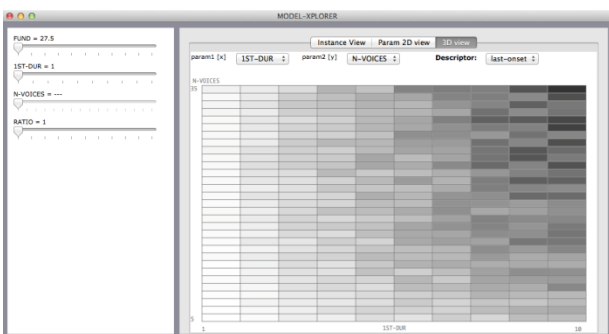 MODEL-XPLORER
FUND = 27.5
1ST-DUR = 1
N-VOICES = ---
RATIO = 1
Instance View Param 2D view 3D view
param1 [x] 1ST-DUR param2 [y] N-VOICES Descriptor: last-onset
N-VOICES
35
5
1 1ST-DUR 10